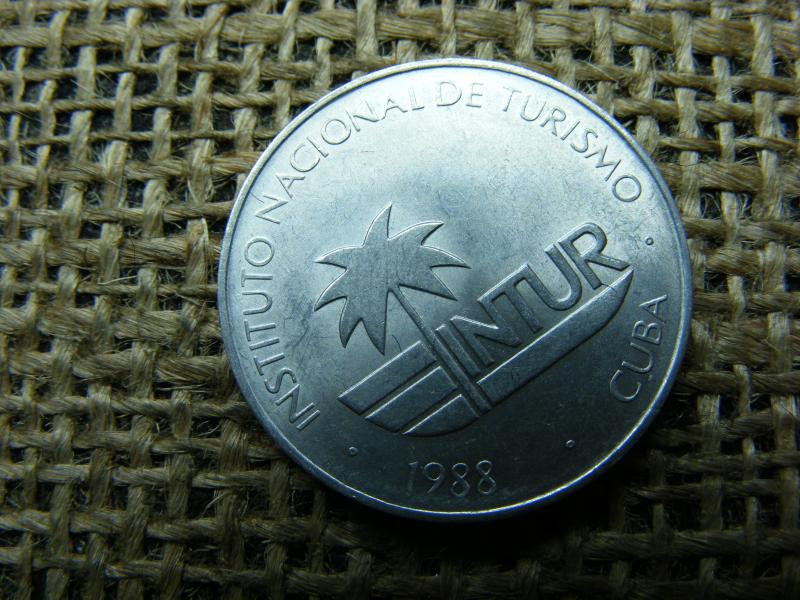 INSTITUTO NACIONAL DE TURISMO
INTUR
CUBA
1988